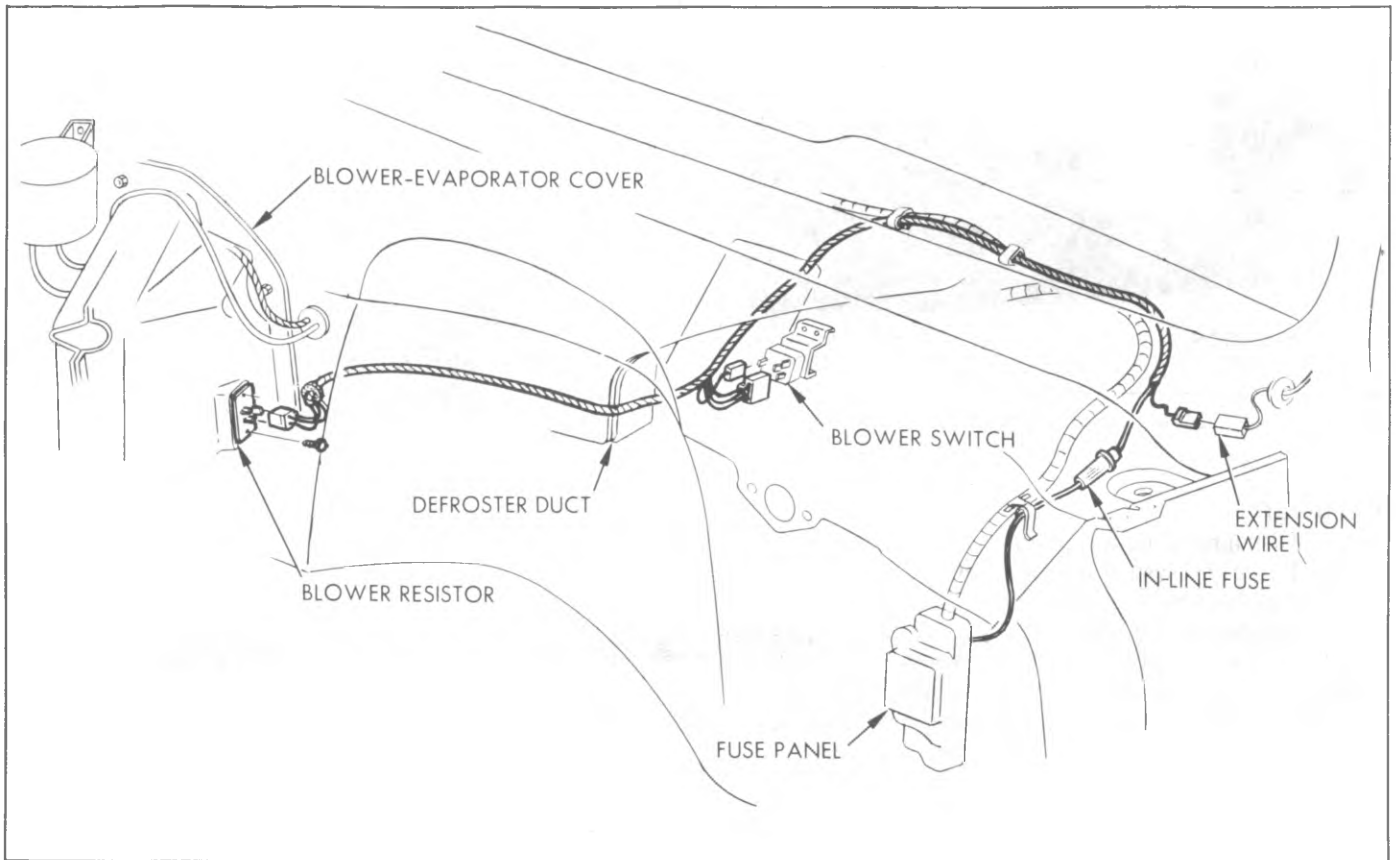 BLOWER-EVAPORATOR COVER
BLOWER SWITCH
DEFROSTER DUCT
EXTENSION
WIRE
IN-LINE FUSE
BLOWER RESISTOR
FUSE PANEL